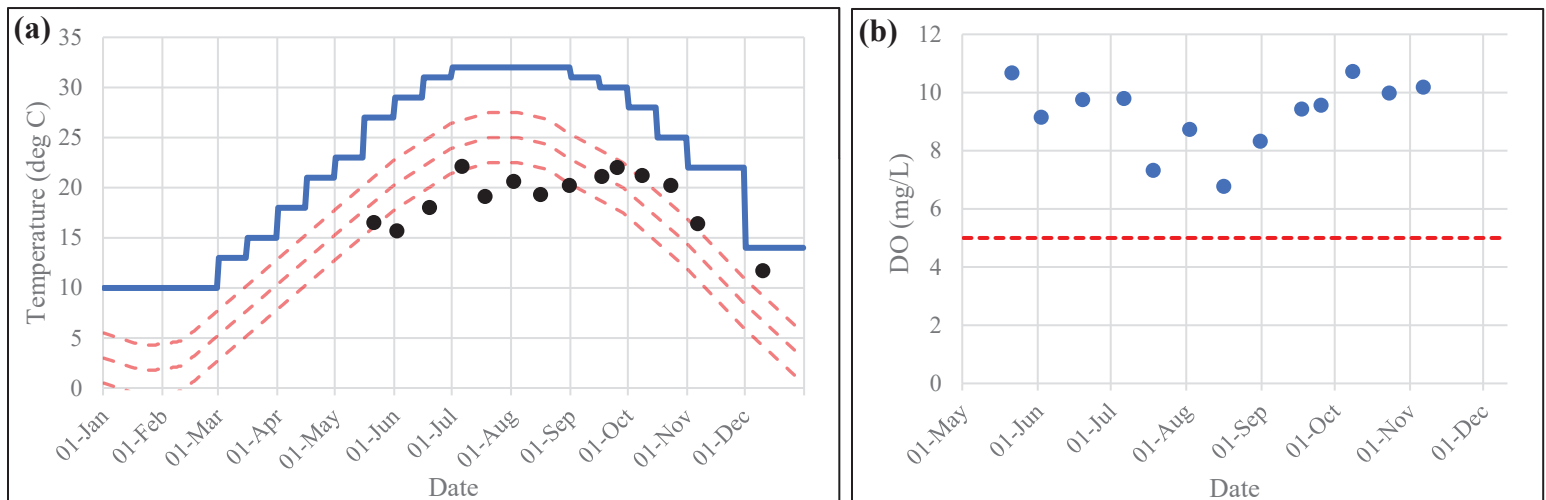 (a)
Temperature (deg C)
35
30
25
20
15
10
5
0
01-Jan
01-Feb
01-Mar
01-Apr
01-May
01-Jun
01-Jul
01-Aug
01-Sep
01-Oct
01-Nov
01-Dec
Date
(b)
DO (mg/L)
12
10
8
6
4
2
0
01-May
01-Jun
01-Jul
01-Aug
01-Sep
01-Oct
01-Nov
01-Dec
Date